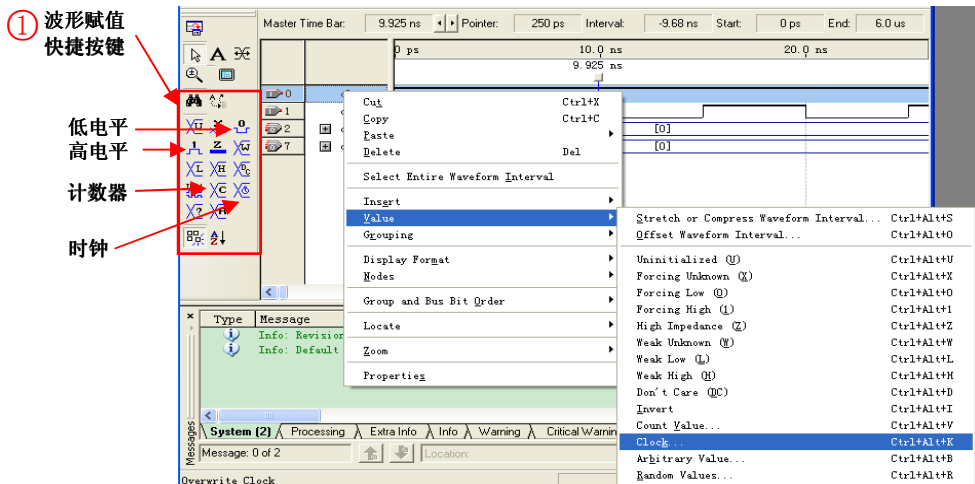 ① 波形赋值
快捷按键
低电平
高电平
计数器
时钟
Master Time Bar: 9.925 ns Pointer: 250 ps Interval: -9.68 ns Start: 0 ps End: 6.0 us
0 ps 10.0 ns 20.0 ns
9.925 ns
0
1
2 [0]
7 [0]
Cut Ctrl+X
Copy Ctrl+C
Paste
Delete Del
Select Entire Waveform Interval
Insert
Value
Grouping
Display Format
Nodes
Group and Bus Bit Order
Locate
Zoom
Properties
Stretch or Compress Waveform Interval... Ctrl+Alt+S
Offset Waveform Interval... Ctrl+Alt+O
Uninitialized (U) Ctrl+Alt+U
Forcing Unknown (X) Ctrl+Alt+X
Forcing Low (0) Ctrl+Alt+0
Forcing High (1) Ctrl+Alt+1
High Impedance (Z) Ctrl+Alt+Z
Weak Unknown (W) Ctrl+Alt+W
Weak Low (L) Ctrl+Alt+L
Weak High (H) Ctrl+Alt+H
Don't Care (DC) Ctrl+Alt+D
Invert Ctrl+Alt+I
Count Value... Ctrl+Alt+V
Clock... Ctrl+Alt+K
Arbitrary Value... Ctrl+Alt+B
Random Values... Ctrl+Alt+R
Type Message
Info: Revision
Info: Default
Messages
System (2) Processing Extra Info Info Warning Critical Warnin
Message: 0 of 2 Location:
Overwrite Clock